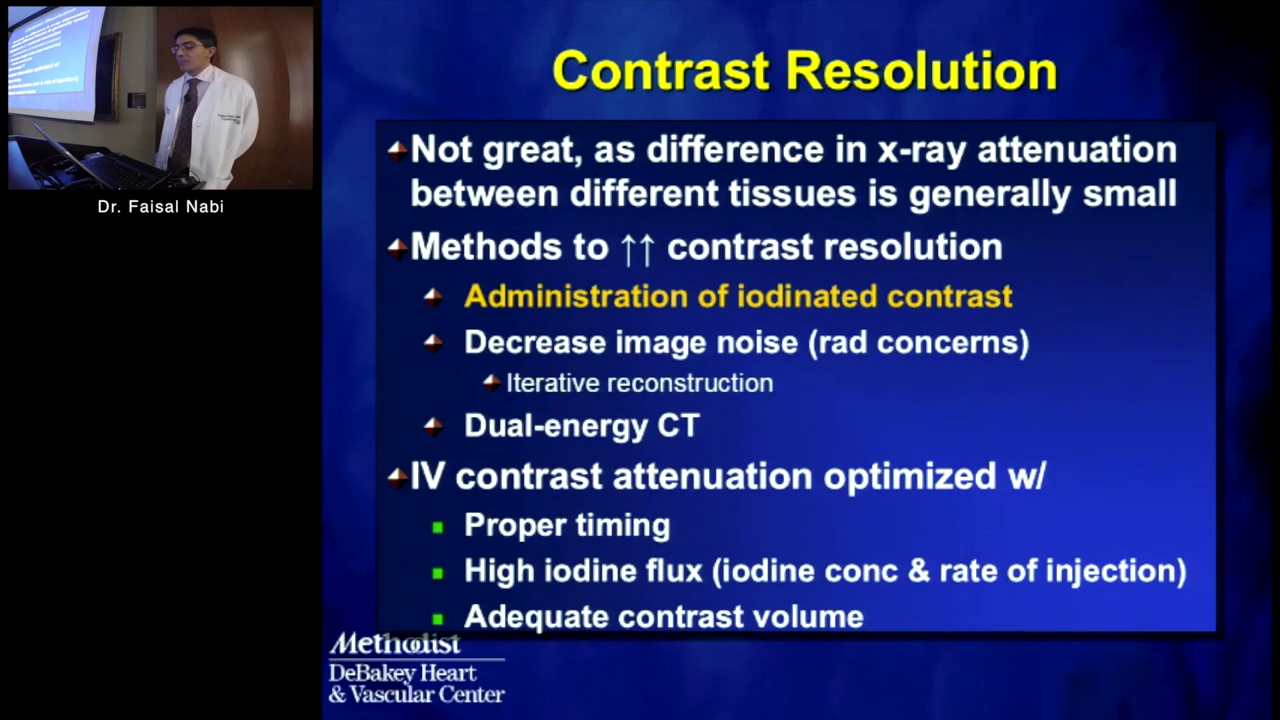 Contrast Resolution
Not great, as difference in x-ray attenuation
between different tissues is generally small
Methods to ↑↑ contrast resolution
Administration of iodinated contrast
Decrease image noise (rad concerns)
Iterative reconstruction
Dual-energy CT
IV contrast attenuation optimized w/
Proper timing
High iodine flux (iodine conc & rate of injection)
Adequate contrast volume
Methodist
DeBakey Heart
& Vascular Center
Dr. Faisal Nabi